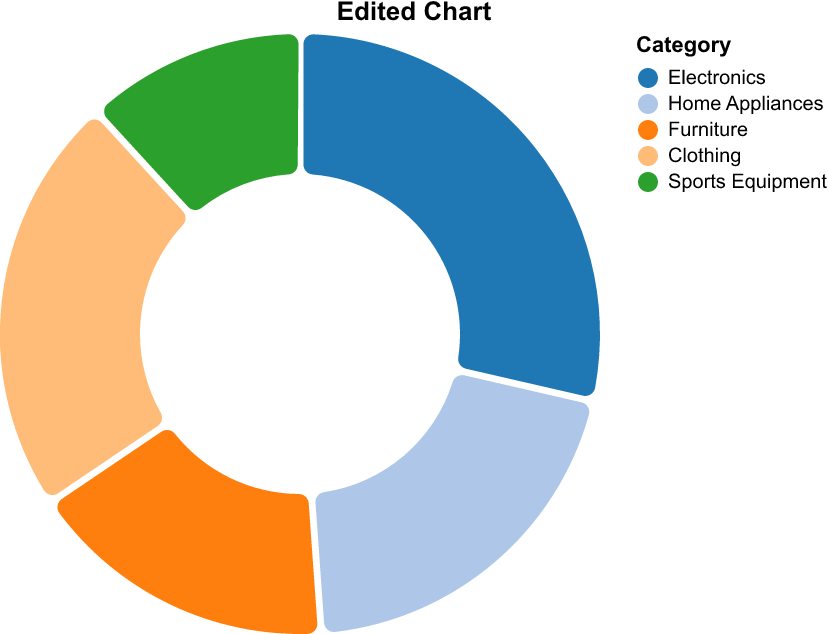 Edited Chart
Category
Electronics
Home Appliances
Furniture
Clothing
Sports Equipment